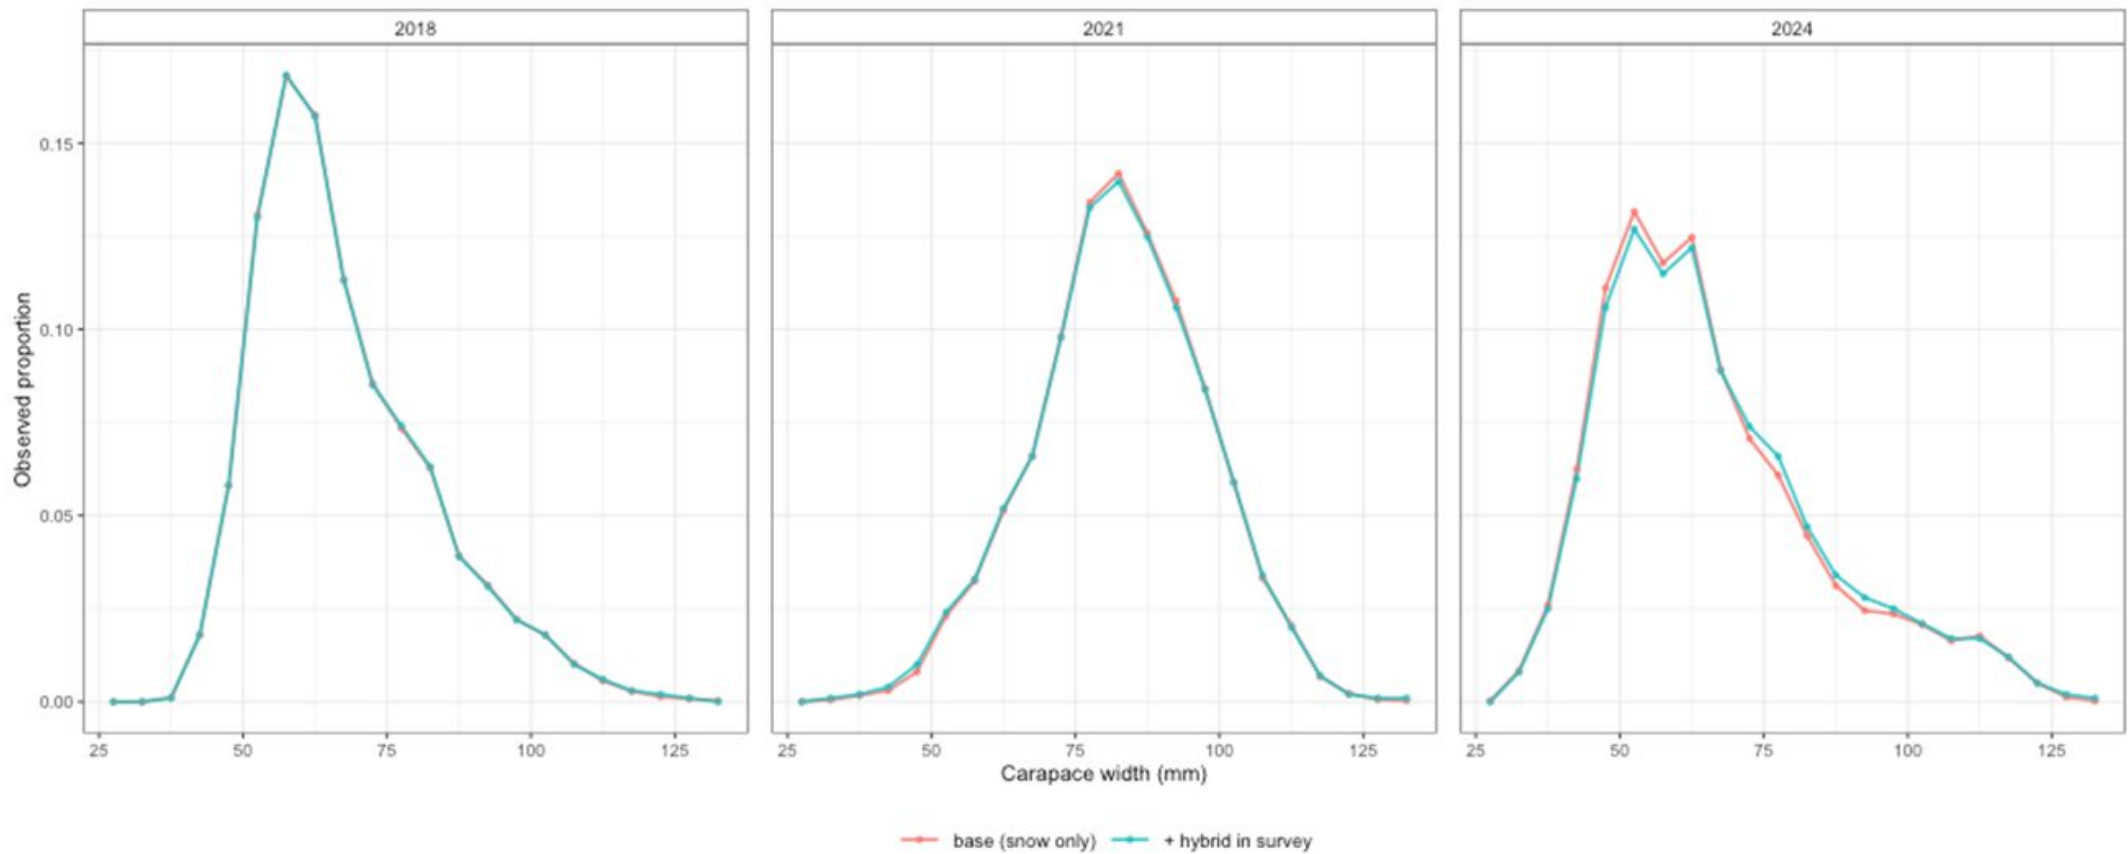 2018
2021
2024
Observed proportion
0.15
0.10
0.05
0.00
25 50 75 100 125
25 50 75 100 125
25 50 75 100 125
Carapace width (mm)
base (snow only)
+ hybrid in survey